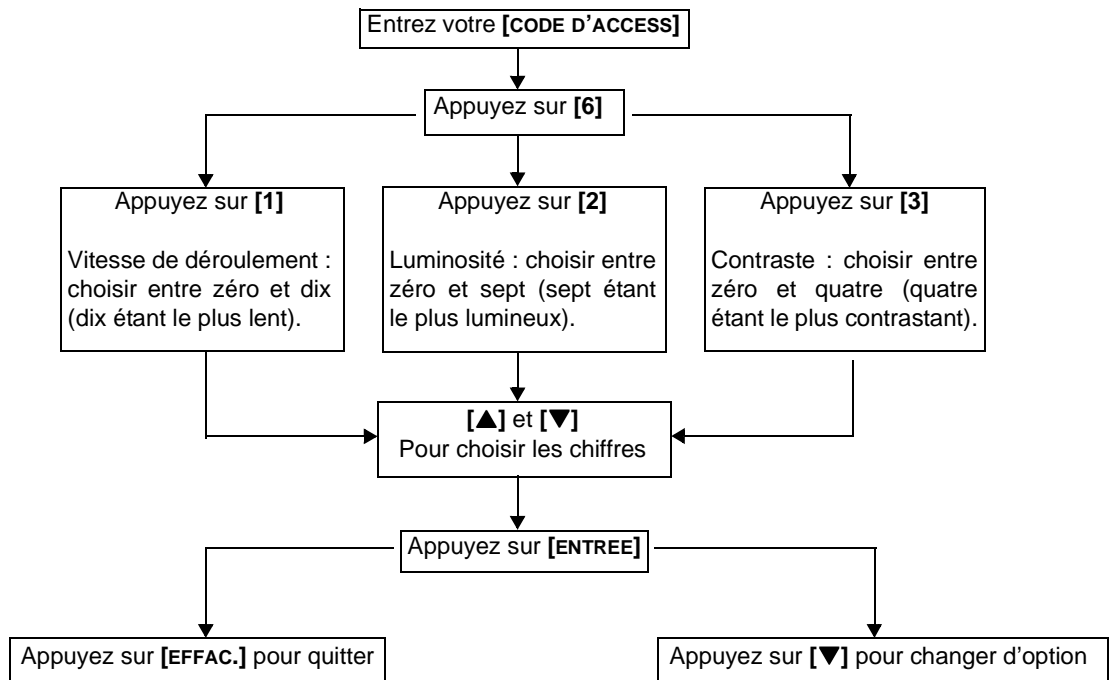 Entrez votre [CODE D’ACCESS]
Appuyez sur [6]
Appuyez sur [1]
Vitesse de déroulement :
choisir entre zéro et dix
(dix étant le plus lent).
Appuyez sur [2]
Luminosité : choisir entre
zéro et sept (sept étant
le plus lumineux).
Appuyez sur [3]
Contraste : choisir entre
zéro et quatre (quatre
étant le plus contrastant).
[▲] et [▼]
Pour choisir les chiffres
Appuyez sur [ENTREE]
Appuyez sur [EFFAC.] pour quitter
Appuyez sur [▼] pour changer d’option